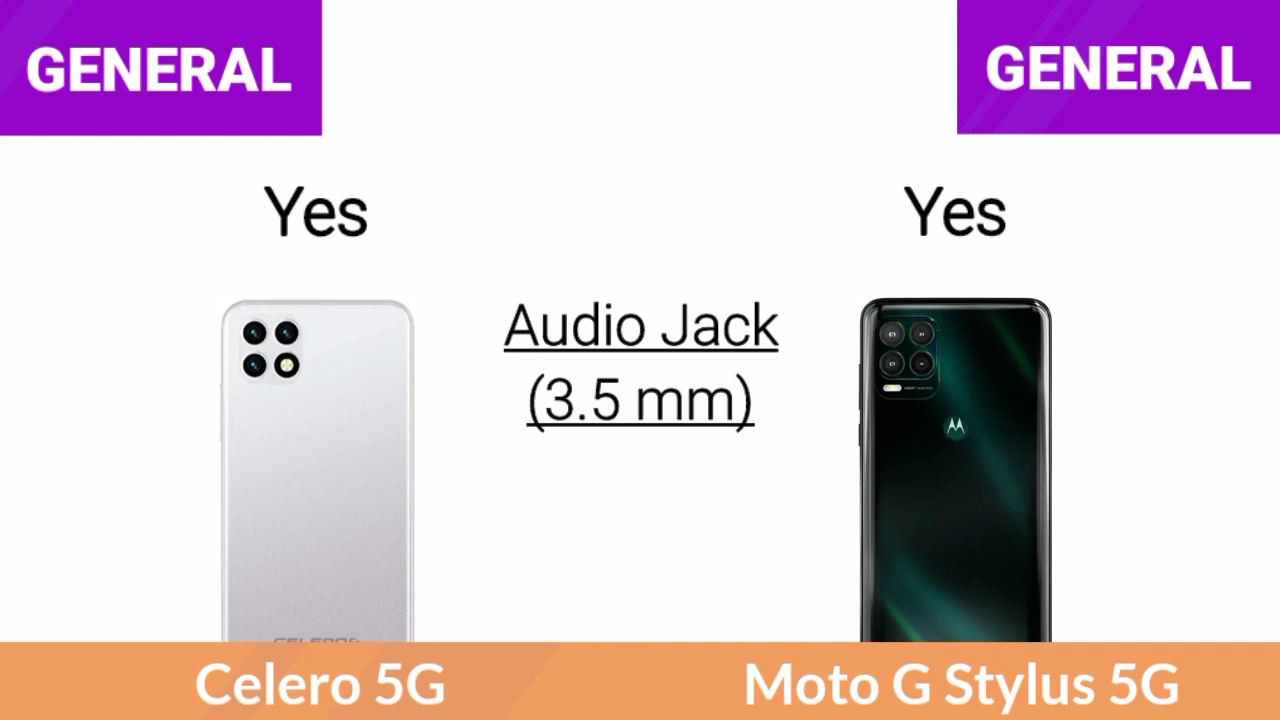 GENERAL
GENERAL
Yes
Yes
Audio Jack
(3.5 mm)
Celero 5G
Moto G Stylus 5G